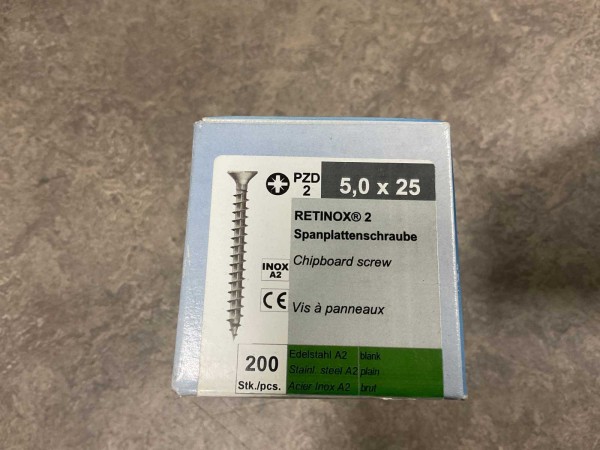 PZD
2
5,0 x 25
RETINOX® 2
Spanplattenschraube
INOX
A2
Chipboard screw
CE
Vis à panneaux
200
Stk./pcs.
Edelstahl A2 blank
Stainl. steel A2 plain
Acier Inox A2 brut